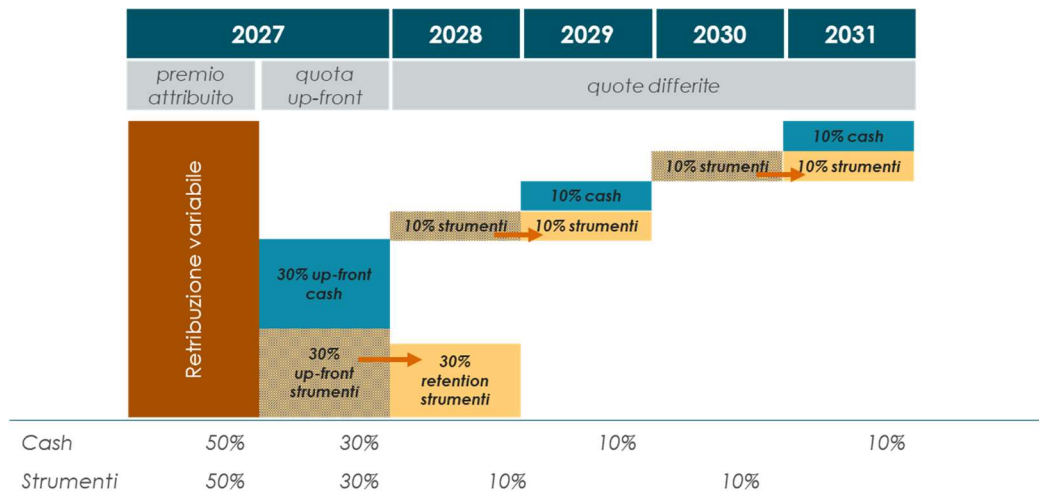 2027 2028 2029 2030 2031
premio attribuito
quota up-front
quote differite
Retribuzione variabile
10% cash
10% strumenti
10% strumenti
10% cash
10% strumenti
10% strumenti
30% up-front
cash
30%
up-front
strumenti
30%
retention
strumenti
Cash 50% 30% 10% 10%
Strumenti 50% 30% 10% 10%